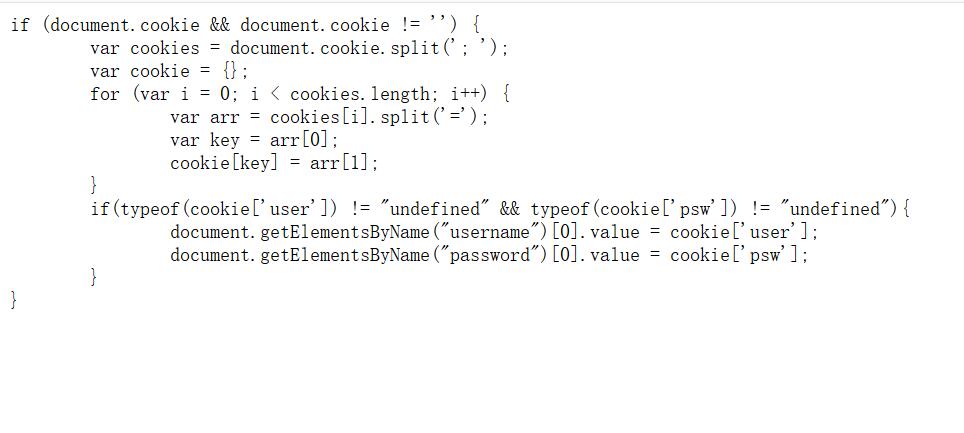 if (document.cookie && document.cookie != '') {
var cookies = document.cookie.split('; ');
var cookie = {};
for (var i = 0; i < cookies.length; i++) {
var arr = cookies[i].split('=');
var key = arr[0];
cookie[key] = arr[1];
}
if(typeof(cookie['user']) != "undefined" && typeof(cookie['psw']) != "undefined"){
document.getElementsByName("username")[0].value = cookie['user'];
document.getElementsByName("password")[0].value = cookie['psw'];
}
}